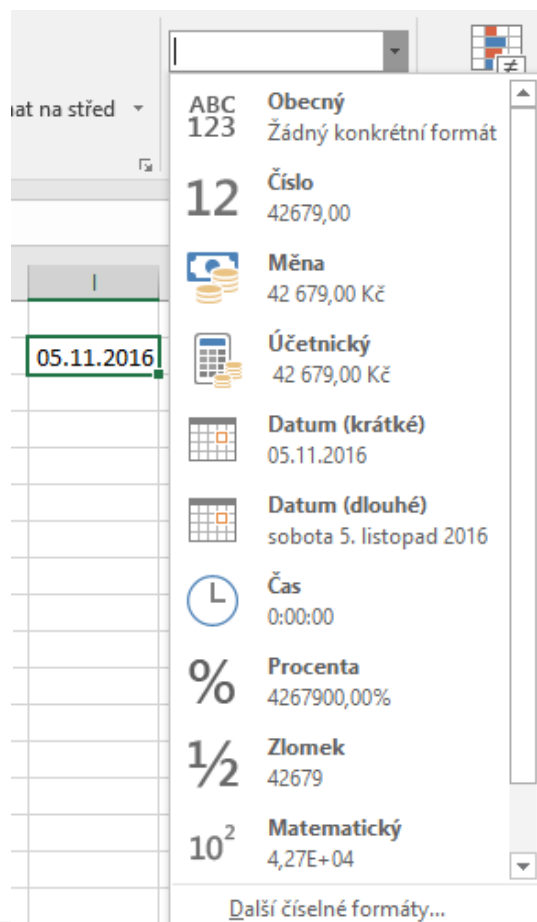 nat na střed
ABC
123
Obecný
Žádný konkrétní formát
12
Číslo
42679,00
Měna
42 679,00 Kč
I
Účetnický
42 679,00 Kč
05.11.2016
Datum (krátké)
05.11.2016
Datum (dlouhé)
sobota 5. listopad 2016
Čas
0:00:00
%
Procenta
4267900,00%
½
Zlomek
42679
10²
Matematický
4,27E+04
Další číselné formáty...